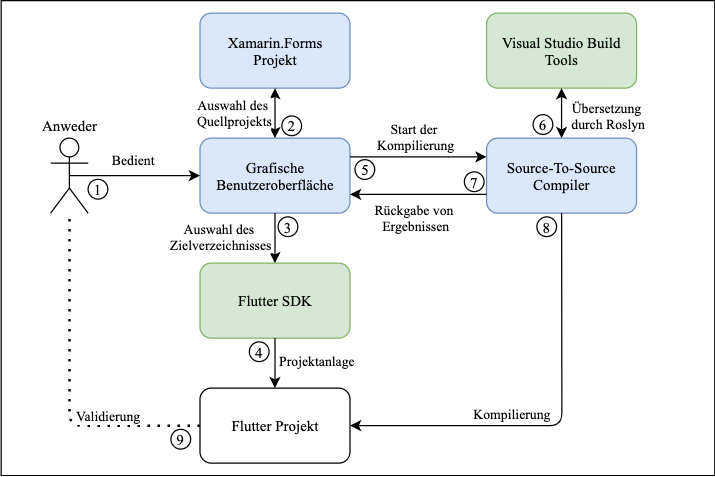 Xamarin.Forms
Projekt
Visual Studio Build
Tools
Auswahl des
Quellprojekts
2
6
Übersetzung
durch Roslyn
Anweder
Bedient
1
Grafische
Benutzeroberfläche
Start der
Kompilierung
5
7
Rückgabe von
Ergebnissen
Source-To-Source
Compiler
8
3
Auswahl des
Zielverzeichnisses
Flutter SDK
4
Projektanlage
Flutter Projekt
Kompilierung
Validierung
9